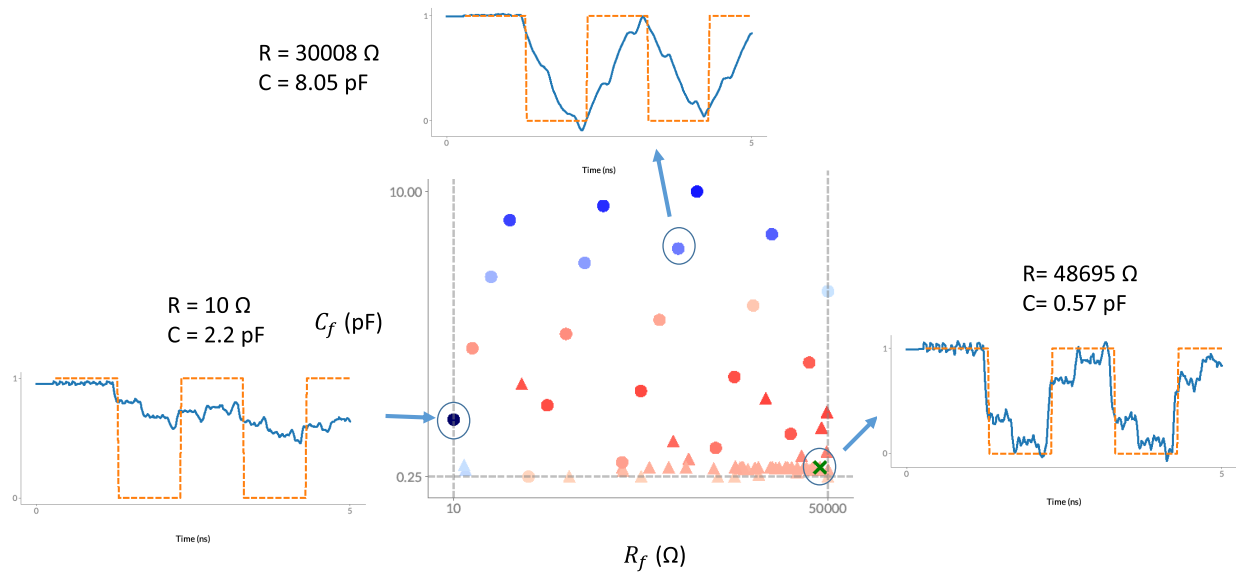 1
0
0
5
Time (ns)
R = 30008 Ω
C = 8.05 pF
10.00
0.25
10
50000
C_f (pF)
R_f (Ω)
R = 10 Ω
C = 2.2 pF
1
0
0
5
Time (ns)
R= 48695 Ω
C= 0.57 pF
1
0
0
5
Time (ns)